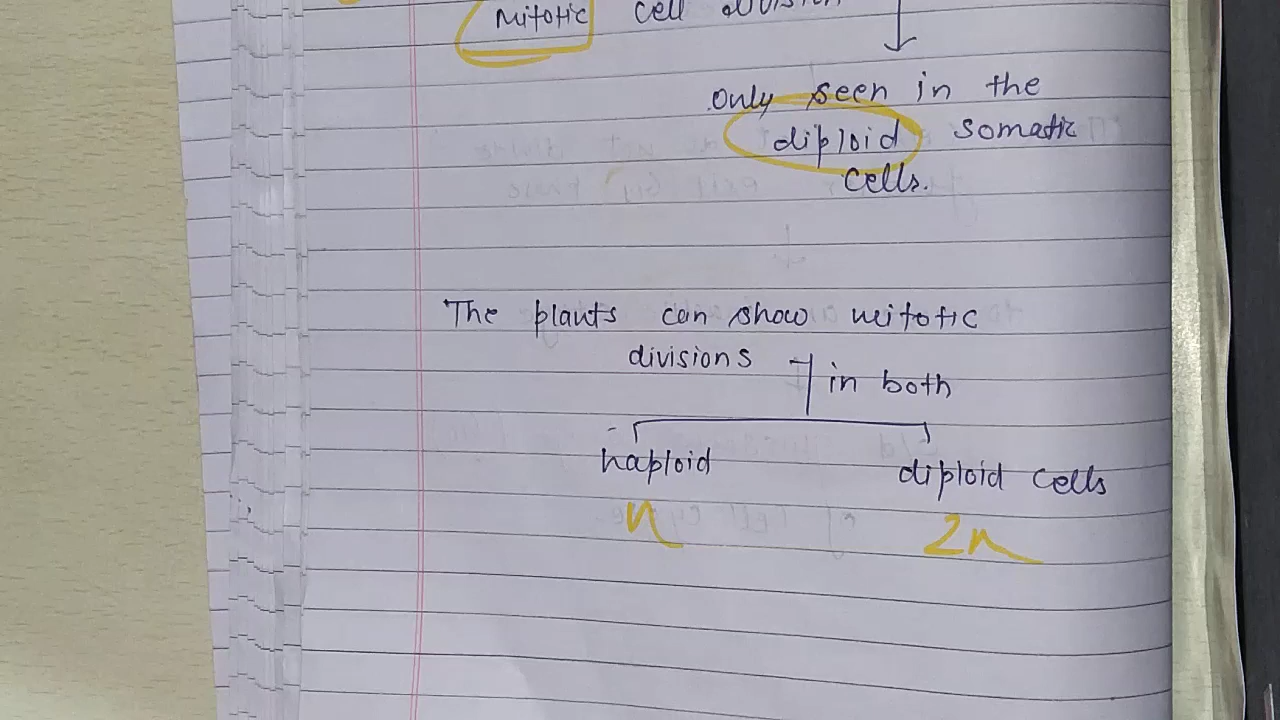 Mitotic cell division
Only seen in the
diploid somatic
cells.
The plants can show mitotic
divisions
in both
haploid
diploid cells
n
2n